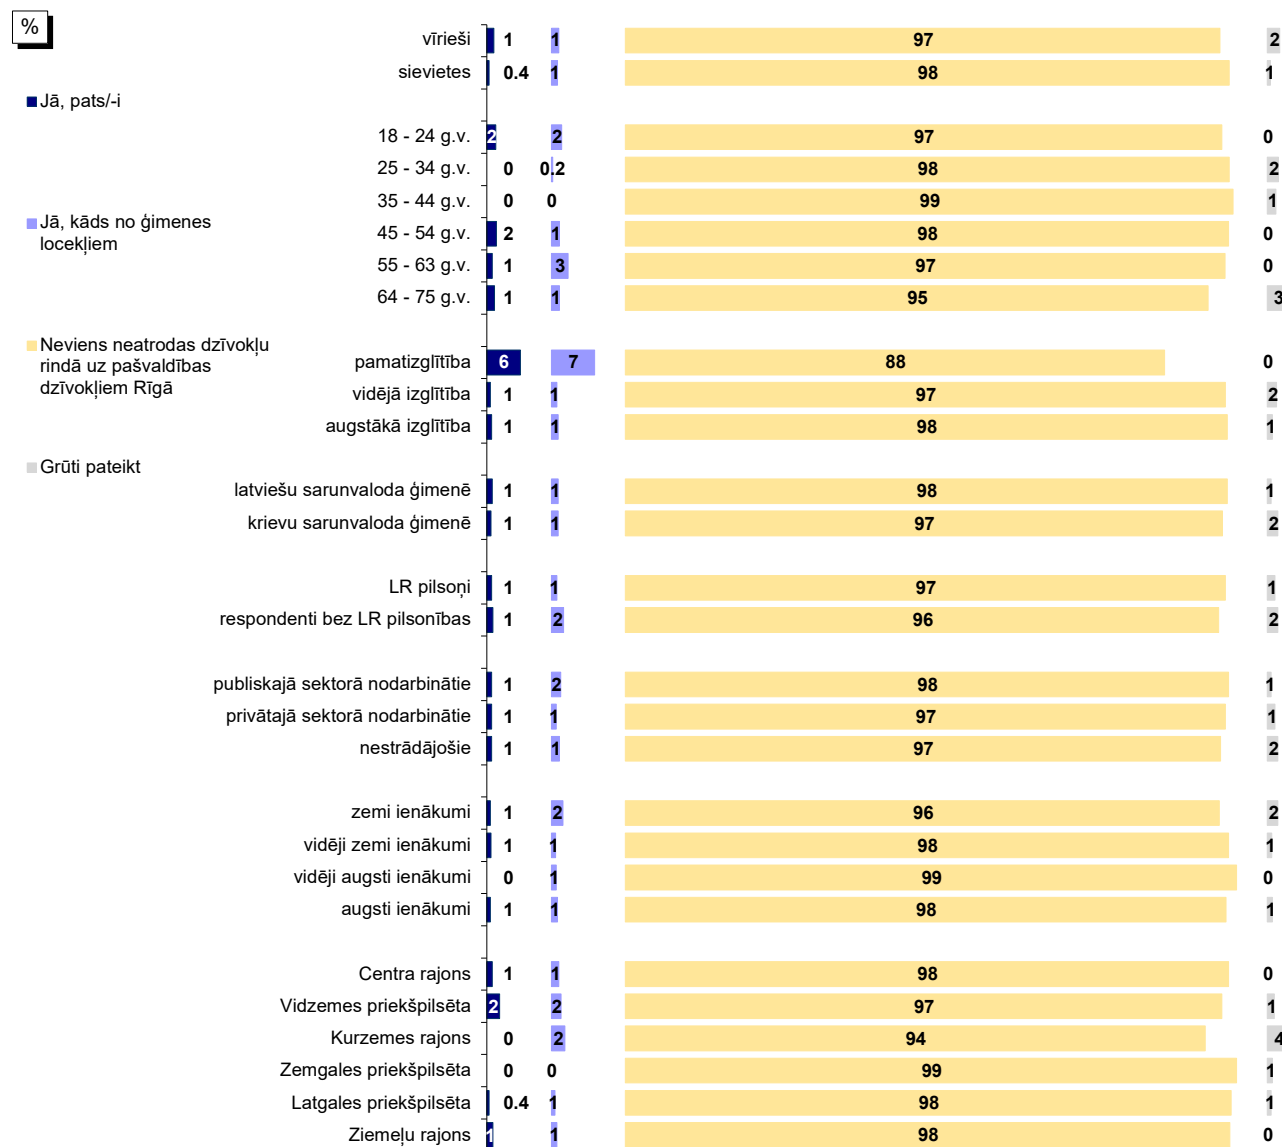 %
Jā, pats/-i
Jā, kāds no ģimenes
locekļiem
Neviens neatrodas dzīvokļu
rindā uz pašvaldības
dzīvokļiem Rīgā
Grūti pateikt
vīrieši 1 1 97 2
sievietes 0.4 1 98 1
18 - 24 g.v. 2 2 97 0
25 - 34 g.v. 0 0.2 98 2
35 - 44 g.v. 0 0 99 1
45 - 54 g.v. 2 1 98 0
55 - 63 g.v. 1 3 97 0
64 - 75 g.v. 1 1 95 3
pamatizglītība 6 7 88 0
vidējā izglītība 1 1 97 2
augstākā izglītība 1 1 98 1
latviešu sarunvaloda ģimenē 1 1 98 1
krievu sarunvaloda ģimenē 1 1 97 2
LR pilsoņi 1 1 97 1
respondenti bez LR pilsonības 1 2 96 2
publiskajā sektorā nodarbinātie 1 2 98 1
privātajā sektorā nodarbinātie 1 1 97 1
nestrādājošie 1 1 97 2
zemi ienākumi 1 2 96 2
vidēji zemi ienākumi 1 1 98 1
vidēji augsti ienākumi 0 1 99 0
augsti ienākumi 1 1 98 1
Centra rajons 1 1 98 0
Vidzemes priekšpilsēta 2 2 97 1
Kurzemes rajons 0 2 94 4
Zemgales priekšpilsēta 0 0 99 1
Latgales priekšpilsēta 0.4 1 98 1
Ziemeļu rajons 1 1 98 0